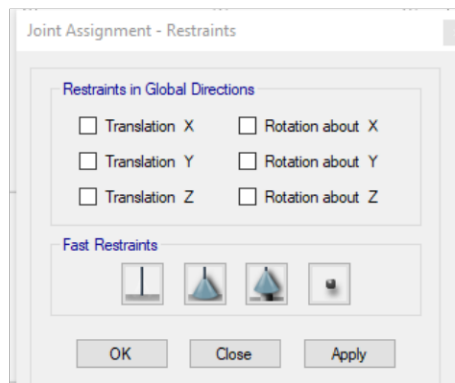 Joint Assignment - Restraints
Restraints in Global Directions
Translation X
Rotation about X
Translation Y
Rotation about Y
Translation Z
Rotation about Z
Fast Restraints
OK
Close
Apply